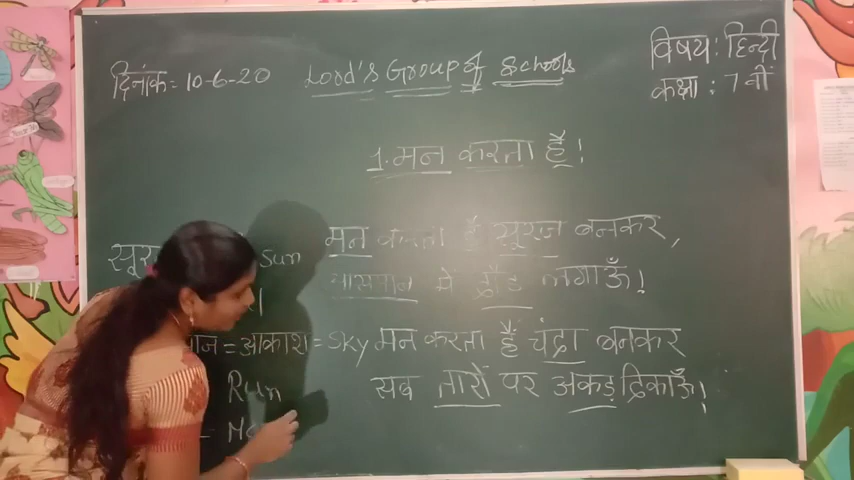 दिनांक = 10-6-20
Lord's Group of Schools
विषय: हिन्दी
कक्षा : 7 वीं
1. मन करता है!
मन करता है सूरज बनकर,
आसमान में दौड़ लगाऊँ!
मन करता है चंद्रा बनकर
सब तारों पर अकड़ दिकाऊँ!
Sun
= आकाश = Sky
Run